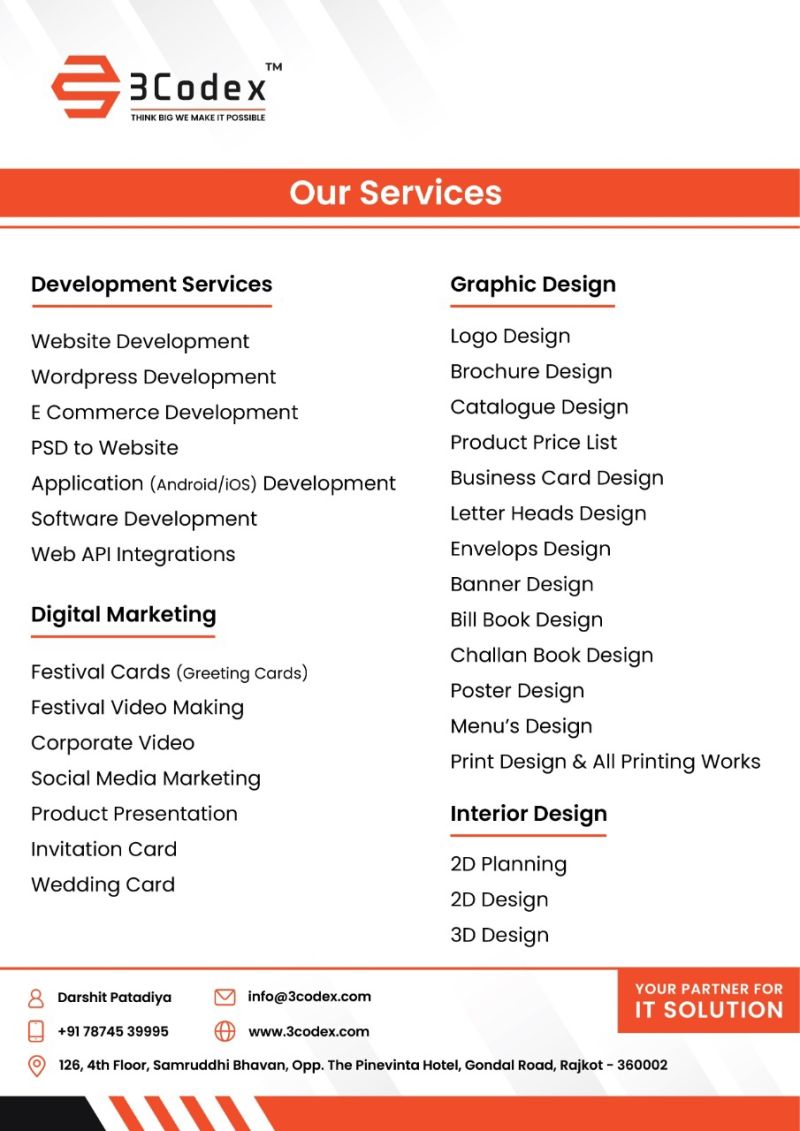 3Codex™
THINK BIG WE MAKE IT POSSIBLE
Our Services
Development Services
Website Development
Wordpress Development
E Commerce Development
PSD to Website
Application (Android/iOS) Development
Software Development
Web API Integrations
Digital Marketing
Festival Cards (Greeting Cards)
Festival Video Making
Corporate Video
Social Media Marketing
Product Presentation
Invitation Card
Wedding Card
Graphic Design
Logo Design
Brochure Design
Catalogue Design
Product Price List
Business Card Design
Letter Heads Design
Envelops Design
Banner Design
Bill Book Design
Challan Book Design
Poster Design
Menu's Design
Print Design & All Printing Works
Interior Design
2D Planning
2D Design
3D Design
Darshit Patadiya
info@3codex.com
+91 78745 39995
www.3codex.com
126, 4th Floor, Samruddhi Bhavan, Opp. The Pinevinta Hotel, Gondal Road, Rajkot - 360002
YOUR PARTNER FOR
IT SOLUTION